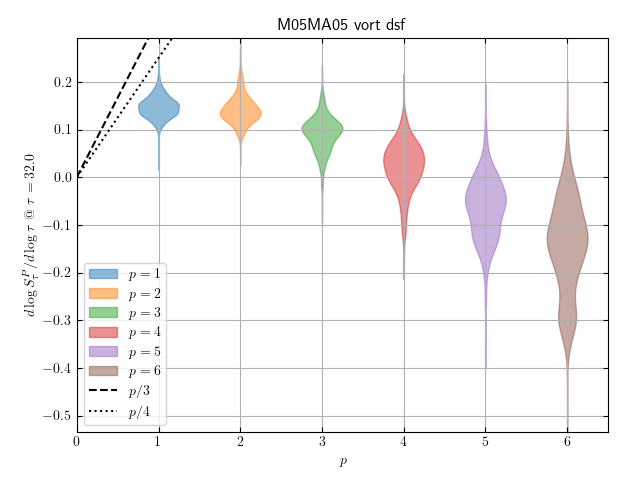 M05MA05 vort dsf
d log S_τ^P / d log τ @ τ = 32.0
0.2
0.1
0.0
−0.1
−0.2
−0.3
−0.4
−0.5
p = 1
p = 2
p = 3
p = 4
p = 5
p = 6
p/3
p/4
0 1 2 3 4 5 6
p